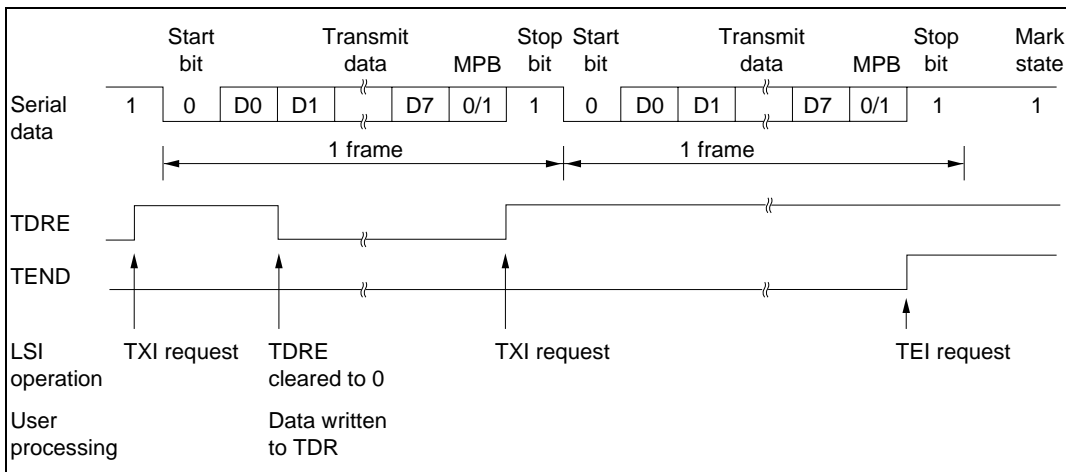 Start bit
Transmit data
MPB
Stop bit
Start bit
Transmit data
MPB
Stop bit
Mark state
Serial data
1 0 D0 D1 D7 0/1 1 0 D0 D1 D7 0/1 1 1
1 frame 1 frame
TDRE
TEND
LSI operation
TXI request
TDRE cleared to 0
TXI request
TEI request
User processing
Data written to TDR